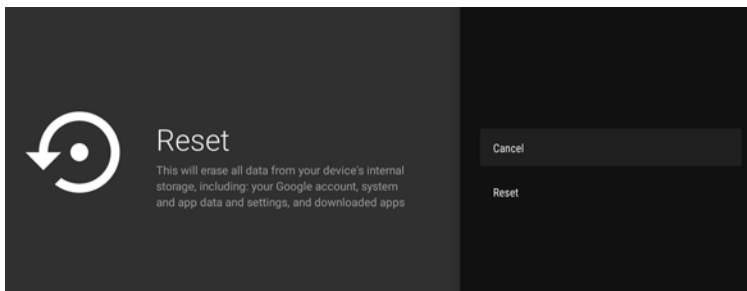 Reset
This will erase all data from your device's internal
storage, including: your Google account, system
and app data and settings, and downloaded apps
Cancel
Reset